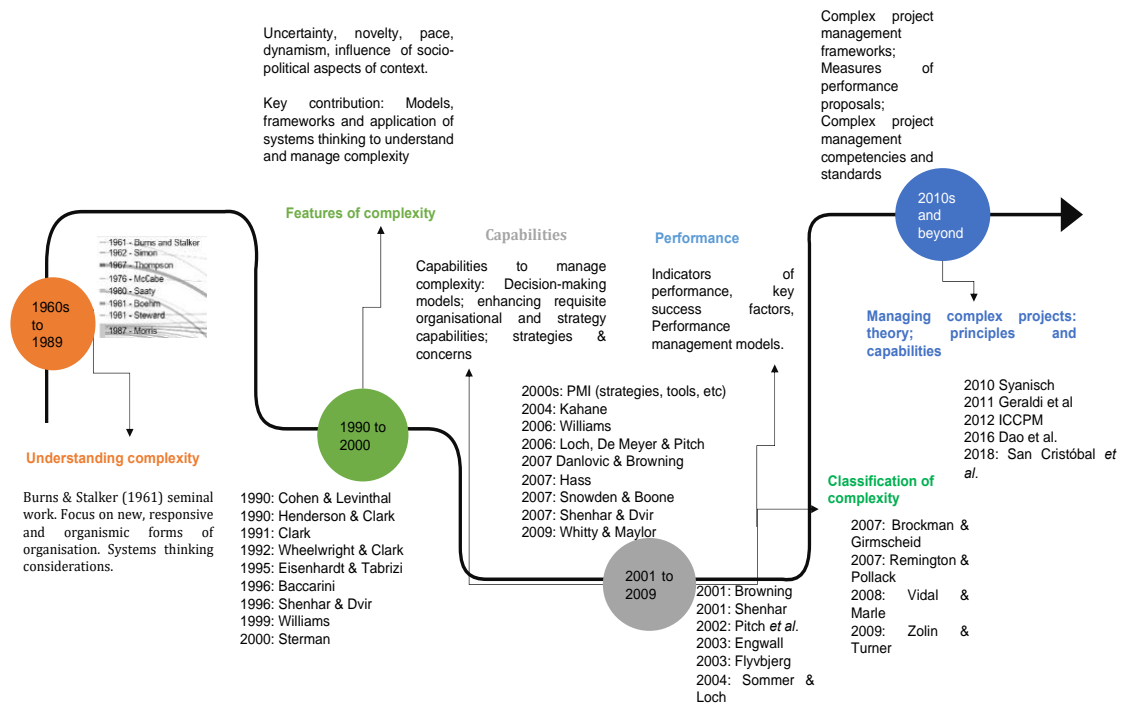 Uncertainty, novelty, pace,
dynamism, influence of socio-
political aspects of context.
Key contribution: Models,
frameworks and application of
systems thinking to understand
and manage complexity
Complex project
management
frameworks;
Measures of
performance
proposals;
Complex project
management
competencies and
standards
1960s
to
1989
1961 - Burns and Stalker
1962 - Simon
1967 - Thompson
1976 - McCabe
1980 - Saaty
1981 - Boehm
1981 - Steward
1987 - Morris
Understanding complexity
Burns & Stalker (1961) seminal
work. Focus on new, responsive
and organismic forms of
organisation. Systems thinking
considerations.
Features of complexity
1990 to
2000
1990: Cohen & Levinthal
1990: Henderson & Clark
1991: Clark
1992: Wheelwright & Clark
1995: Eisenhardt & Tabrizi
1996: Baccarini
1996: Shenhar & Dvir
1999: Williams
2000: Sterman
Capabilities
Capabilities to manage
complexity: Decision-making
models; enhancing requisite
organisational and strategy
capabilities; strategies &
concerns
Performance
Indicators of
performance, key
success factors,
Performance
management models.
2000s: PMI (strategies, tools, etc)
2004: Kahane
2006: Williams
2006: Loch, De Meyer & Pitch
2007 Danlovic & Browning
2007: Hass
2007: Snowden & Boone
2007: Shenhar & Dvir
2009: Whitty & Maylor
2001 to
2009
2001: Browning
2001: Shenhar
2002: Pitch et al.
2003: Engwall
2003: Flyvbjerg
2004: Sommer &
Loch
Classification of
complexity
2007: Brockman &
Girmscheid
2007: Remington &
Pollack
2008: Vidal &
Marle
2009: Zolin &
Turner
2010s
and
beyond
Managing complex projects:
theory; principles and
capabilities
2010 Syanisch
2011 Geraldi et al
2012 ICCPM
2016 Dao et al.
2018: San Cristóbal et
al.